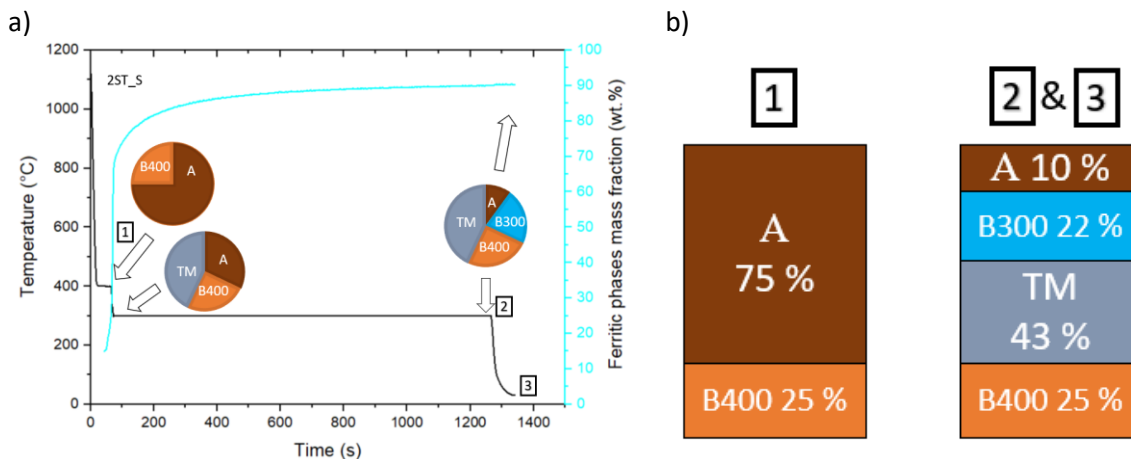 a)
b)
1200
1000
800
600
400
200
0
Temperature (°C)
2ST_S
B400
A
1
TM
A
B400
A
TM
B300
B400
2
3
100
90
80
70
60
50
40
30
20
10
0
Ferritic phases mass fraction (wt.%)
0 200 400 600 800 1000 1200 1400
Time (s)
1
A
75 %
B400 25 %
2 & 3
A 10 %
B300 22 %
TM
43 %
B400 25 %